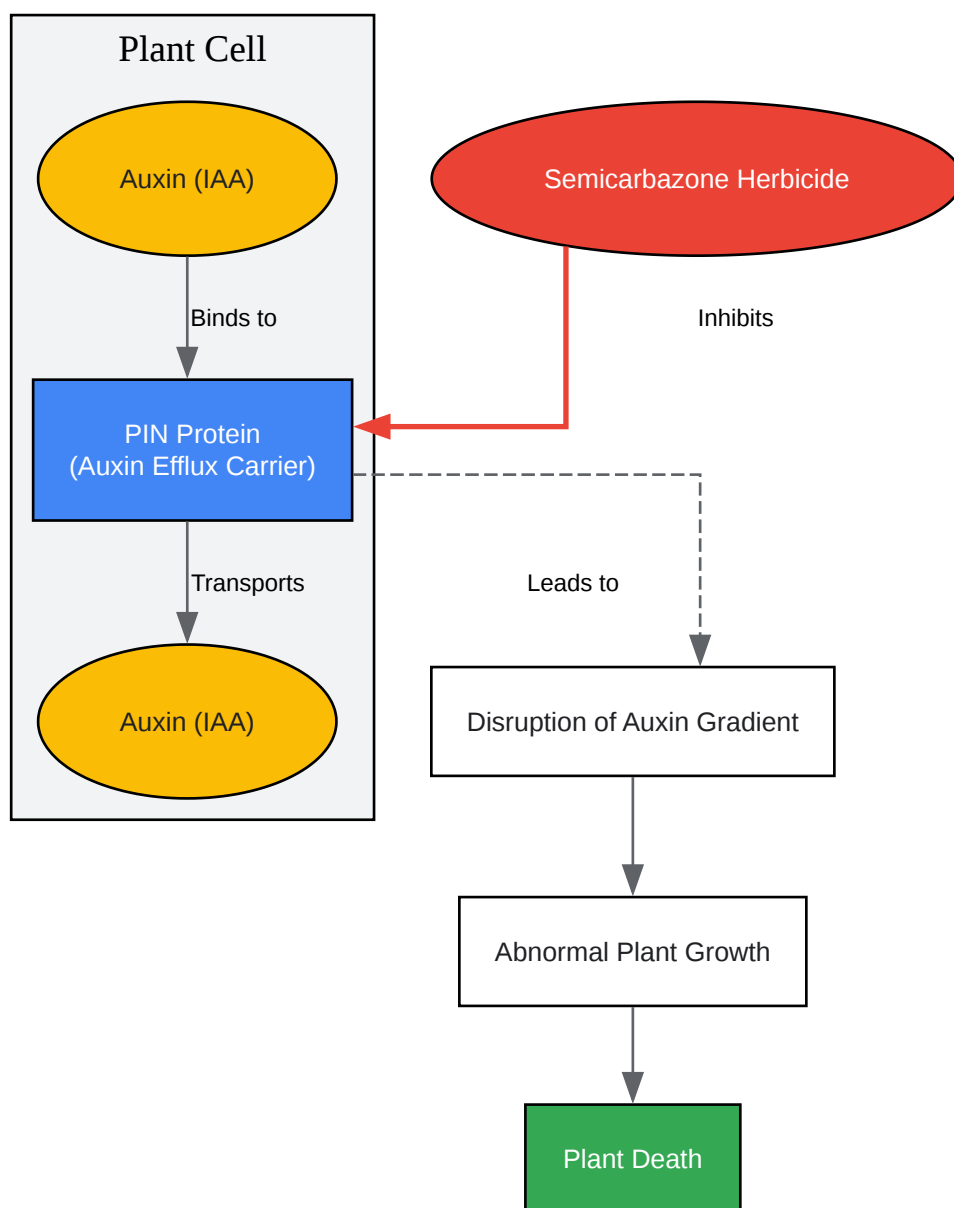 Plant Cell
Auxin (IAA)
Semicarbazone Herbicide
Binds to
Inhibits
PIN Protein
(Auxin Efflux Carrier)
Transports
Leads to
Auxin (IAA)
Disruption of Auxin Gradient
Abnormal Plant Growth
Plant Death